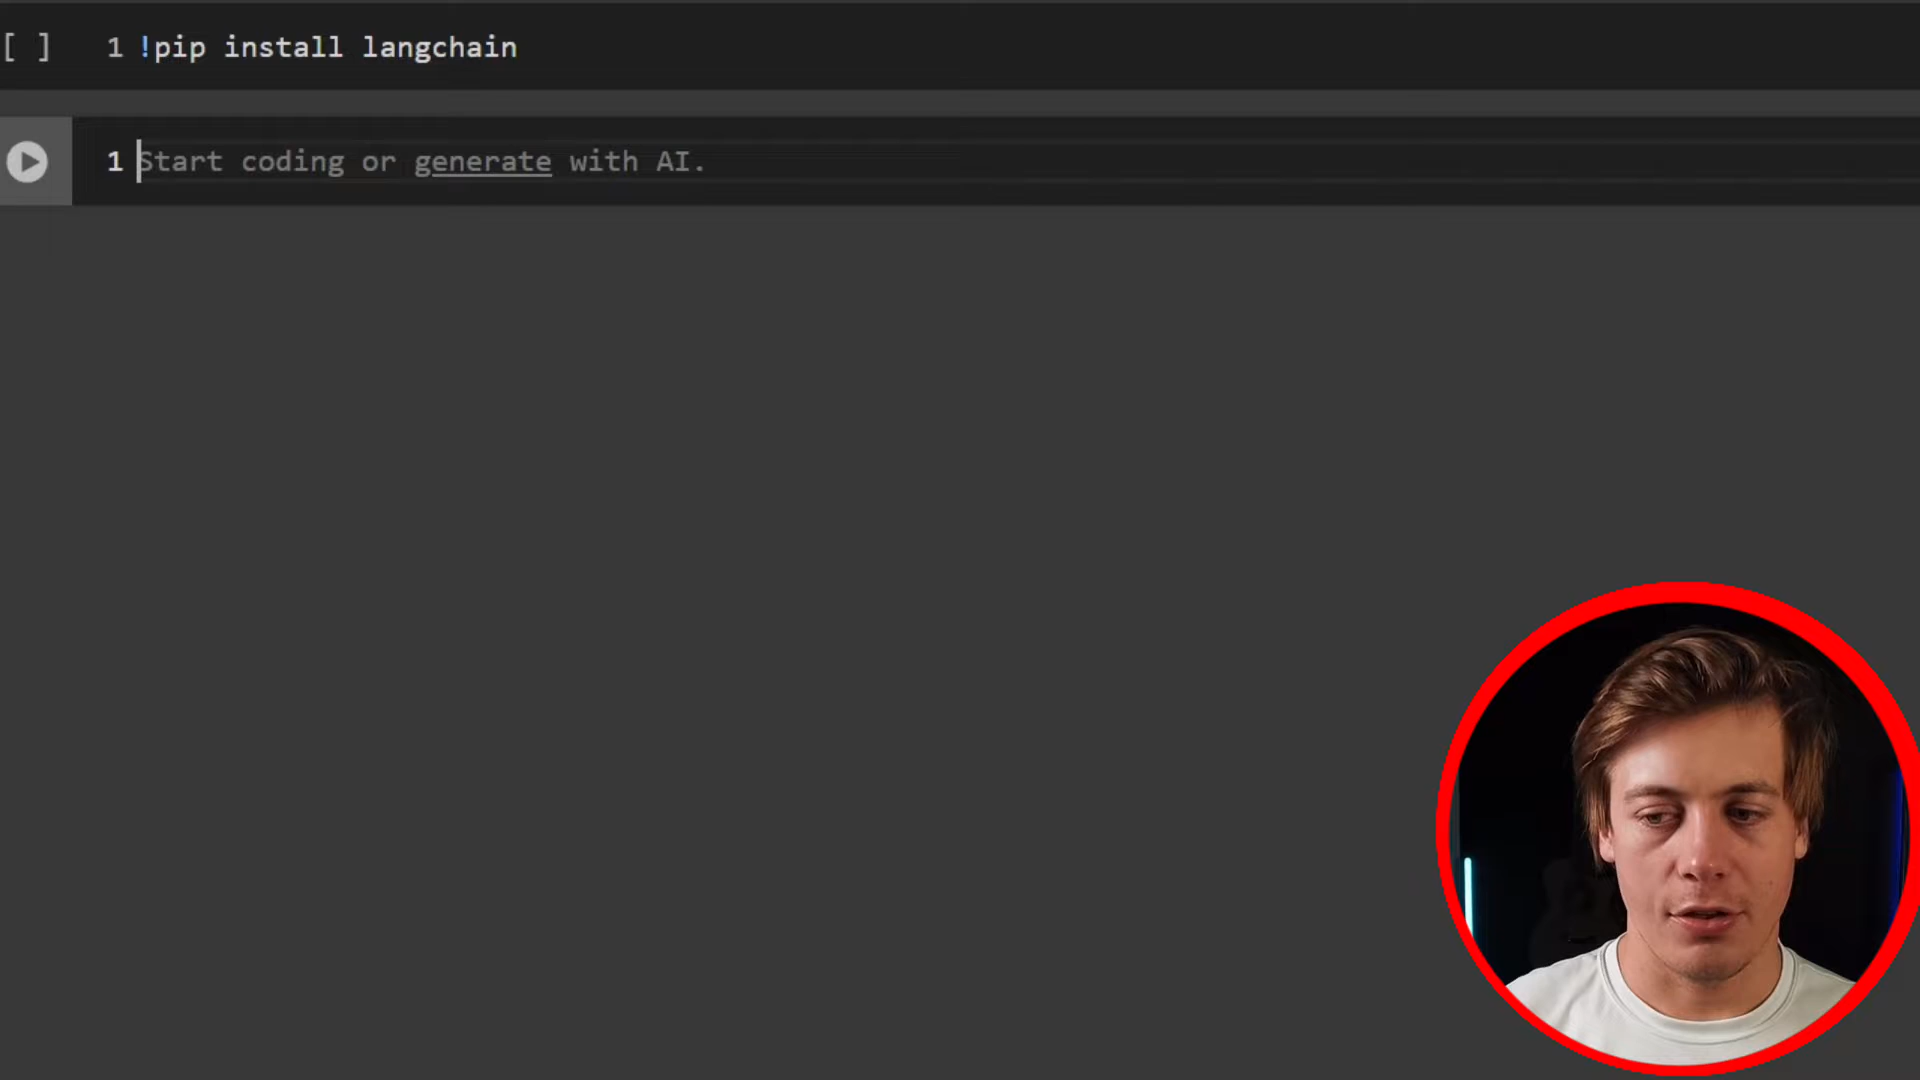 [ ] 1 !pip install langchain
1 Start coding or generate with AI.